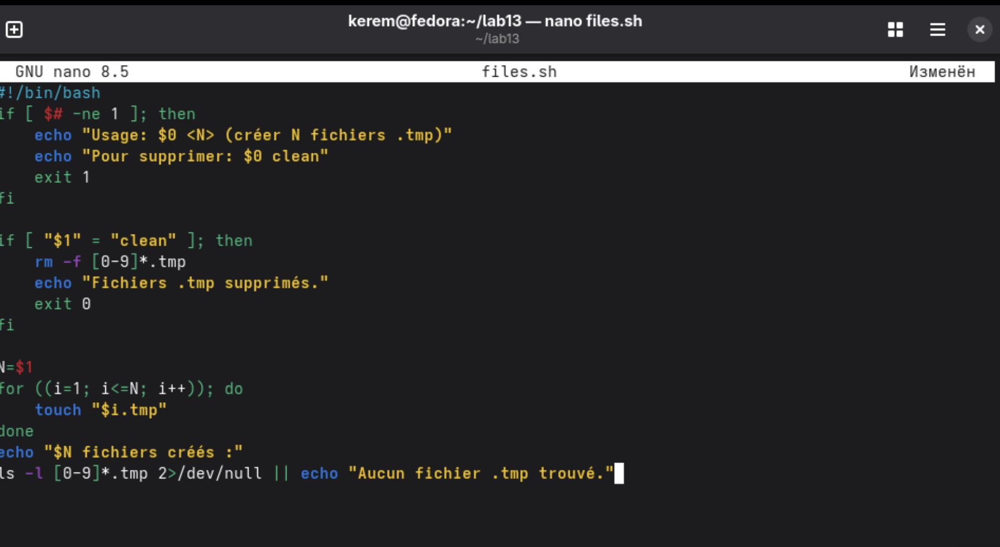 kerem@fedora:~/lab13 — nano files.sh
~/lab13
GNU nano 8.5 files.sh Изменён
#!/bin/bash
if [ $# -ne 1 ]; then
    echo "Usage: $0 <N> (créer N fichiers .tmp)"
    echo "Pour supprimer: $0 clean"
    exit 1
fi

if [ "$1" = "clean" ]; then
    rm -f [0-9]*.tmp
    echo "Fichiers .tmp supprimés."
    exit 0
fi

N=$1
for ((i=1; i<=N; i++)); do
    touch "$i.tmp"
done
echo "$N fichiers créés :"
ls -l [0-9]*.tmp 2>/dev/null || echo "Aucun fichier .tmp trouvé."